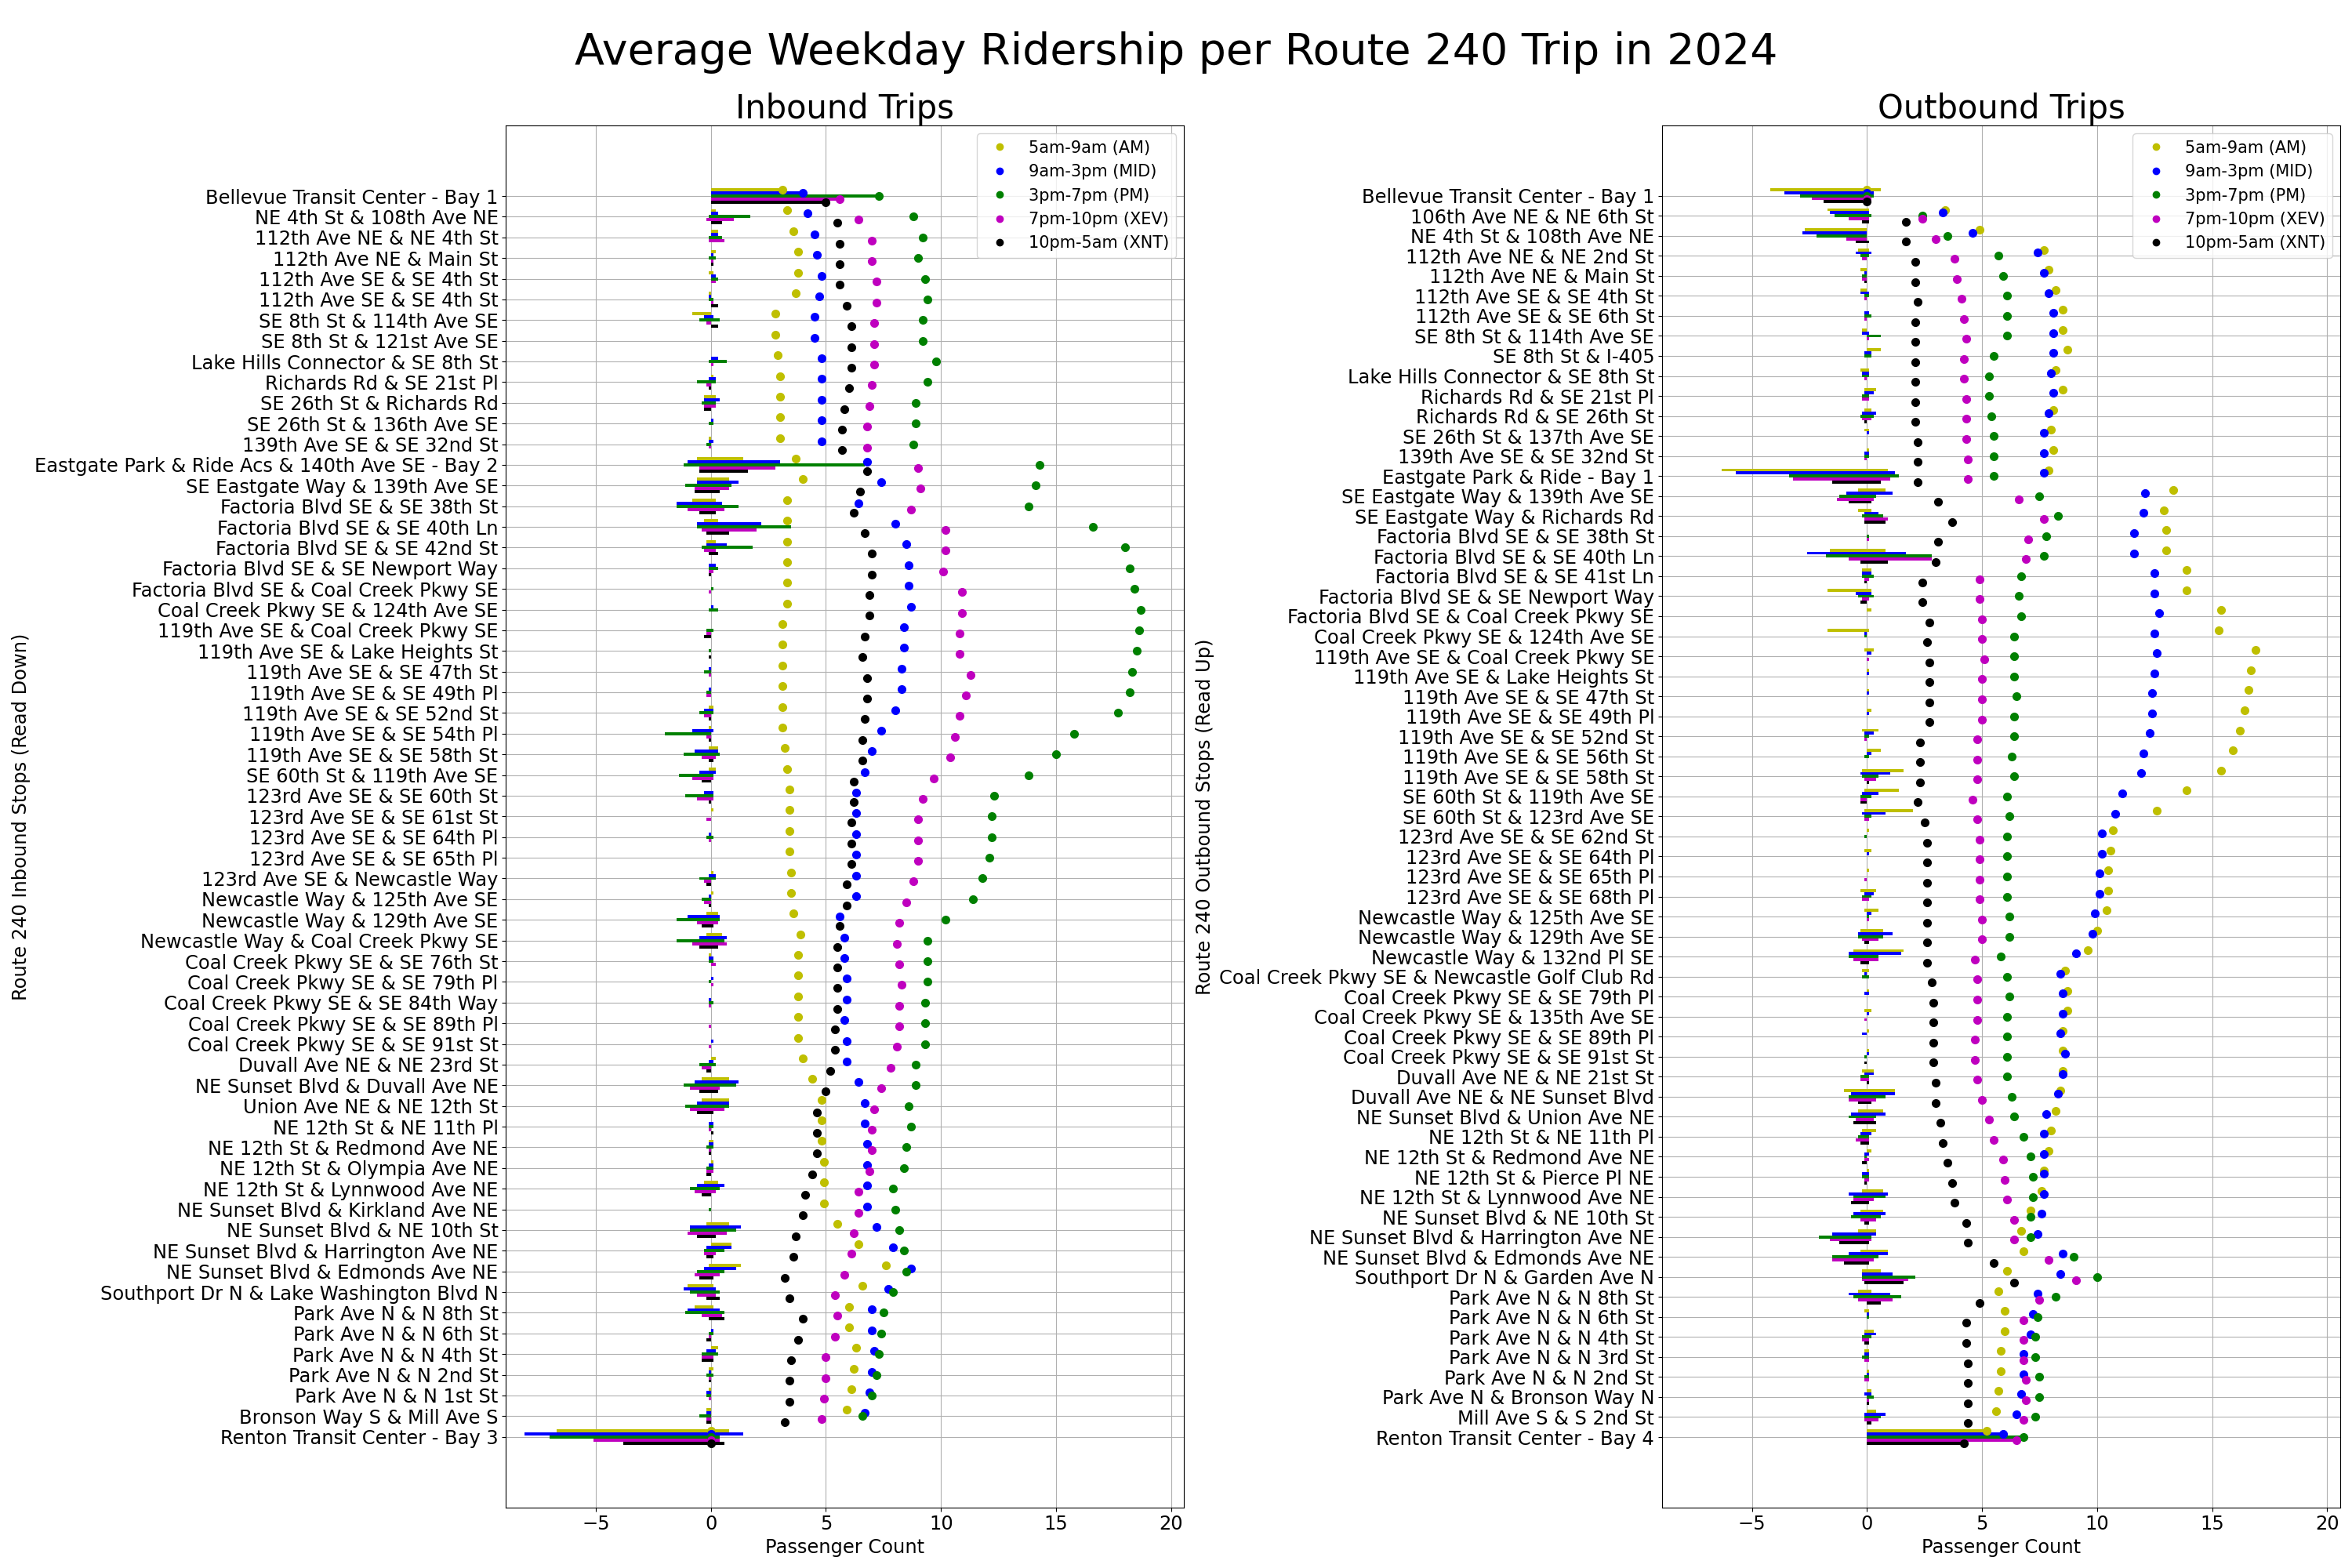 Average Weekday Ridership per Route 240 Trip in 2024
Inbound Trips
5am-9am (AM)
9am-3pm (MID)
3pm-7pm (PM)
7pm-10pm (XEV)
10pm-5am (XNT)
Route 240 Inbound Stops (Read Down)
Bellevue Transit Center - Bay 1
NE 4th St & 108th Ave NE
112th Ave NE & NE 4th St
112th Ave NE & Main St
112th Ave SE & SE 4th St
112th Ave SE & SE 4th St
SE 8th St & 114th Ave SE
SE 8th St & 121st Ave SE
Lake Hills Connector & SE 8th St
Richards Rd & SE 21st Pl
SE 26th St & Richards Rd
SE 26th St & 136th Ave SE
139th Ave SE & SE 32nd St
Eastgate Park & Ride Acs & 140th Ave SE - Bay 2
SE Eastgate Way & 139th Ave SE
Factoria Blvd SE & SE 38th St
Factoria Blvd SE & SE 40th Ln
Factoria Blvd SE & SE 42nd St
Factoria Blvd SE & SE Newport Way
Factoria Blvd SE & Coal Creek Pkwy SE
Coal Creek Pkwy SE & 124th Ave SE
119th Ave SE & Coal Creek Pkwy SE
119th Ave SE & Lake Heights St
119th Ave SE & SE 47th St
119th Ave SE & SE 49th Pl
119th Ave SE & SE 52nd St
119th Ave SE & SE 54th Pl
119th Ave SE & SE 58th St
SE 60th St & 119th Ave SE
123rd Ave SE & SE 60th St
123rd Ave SE & SE 61st St
123rd Ave SE & SE 64th Pl
123rd Ave SE & SE 65th Pl
123rd Ave SE & Newcastle Way
Newcastle Way & 125th Ave SE
Newcastle Way & 129th Ave SE
Newcastle Way & Coal Creek Pkwy SE
Coal Creek Pkwy SE & SE 76th St
Coal Creek Pkwy SE & SE 79th Pl
Coal Creek Pkwy SE & SE 84th Way
Coal Creek Pkwy SE & SE 89th Pl
Coal Creek Pkwy SE & SE 91st St
Duvall Ave NE & NE 23rd St
NE Sunset Blvd & Duvall Ave NE
Union Ave NE & NE 12th St
NE 12th St & NE 11th Pl
NE 12th St & Redmond Ave NE
NE 12th St & Olympia Ave NE
NE 12th St & Lynnwood Ave NE
NE Sunset Blvd & Kirkland Ave NE
NE Sunset Blvd & NE 10th St
NE Sunset Blvd & Harrington Ave NE
NE Sunset Blvd & Edmonds Ave NE
Southport Dr N & Lake Washington Blvd N
Park Ave N & N 8th St
Park Ave N & N 6th St
Park Ave N & N 4th St
Park Ave N & N 2nd St
Park Ave N & N 1st St
Bronson Way S & Mill Ave S
Renton Transit Center - Bay 3
−5 0 5 10 15 20
Passenger Count
Outbound Trips
5am-9am (AM)
9am-3pm (MID)
3pm-7pm (PM)
7pm-10pm (XEV)
10pm-5am (XNT)
Route 240 Outbound Stops (Read Up)
Bellevue Transit Center - Bay 1
106th Ave NE & NE 6th St
NE 4th St & 108th Ave NE
112th Ave NE & NE 2nd St
112th Ave NE & Main St
112th Ave SE & SE 4th St
112th Ave SE & SE 6th St
SE 8th St & 114th Ave SE
SE 8th St & I-405
Lake Hills Connector & SE 8th St
Richards Rd & SE 21st Pl
Richards Rd & SE 26th St
SE 26th St & 137th Ave SE
139th Ave SE & SE 32nd St
Eastgate Park & Ride - Bay 1
SE Eastgate Way & 139th Ave SE
SE Eastgate Way & Richards Rd
Factoria Blvd SE & SE 38th St
Factoria Blvd SE & SE 40th Ln
Factoria Blvd SE & SE 41st Ln
Factoria Blvd SE & SE Newport Way
Factoria Blvd SE & Coal Creek Pkwy SE
Coal Creek Pkwy SE & 124th Ave SE
119th Ave SE & Coal Creek Pkwy SE
119th Ave SE & Lake Heights St
119th Ave SE & SE 47th St
119th Ave SE & SE 49th Pl
119th Ave SE & SE 52nd St
119th Ave SE & SE 56th St
119th Ave SE & SE 58th St
SE 60th St & 119th Ave SE
SE 60th St & 123rd Ave SE
123rd Ave SE & SE 62nd St
123rd Ave SE & SE 64th Pl
123rd Ave SE & SE 65th Pl
123rd Ave SE & SE 68th Pl
Newcastle Way & 125th Ave SE
Newcastle Way & 129th Ave SE
Newcastle Way & 132nd Pl SE
Coal Creek Pkwy SE & Newcastle Golf Club Rd
Coal Creek Pkwy SE & SE 79th Pl
Coal Creek Pkwy SE & 135th Ave SE
Coal Creek Pkwy SE & SE 89th Pl
Coal Creek Pkwy SE & SE 91st St
Duvall Ave NE & NE 21st St
Duvall Ave NE & NE Sunset Blvd
NE Sunset Blvd & Union Ave NE
NE 12th St & NE 11th Pl
NE 12th St & Redmond Ave NE
NE 12th St & Pierce Pl NE
NE 12th St & Lynnwood Ave NE
NE Sunset Blvd & NE 10th St
NE Sunset Blvd & Harrington Ave NE
NE Sunset Blvd & Edmonds Ave NE
Southport Dr N & Garden Ave N
Park Ave N & N 8th St
Park Ave N & N 6th St
Park Ave N & N 4th St
Park Ave N & N 3rd St
Park Ave N & N 2nd St
Park Ave N & Bronson Way N
Mill Ave S & S 2nd St
Renton Transit Center - Bay 4
−5 0 5 10 15 20
Passenger Count